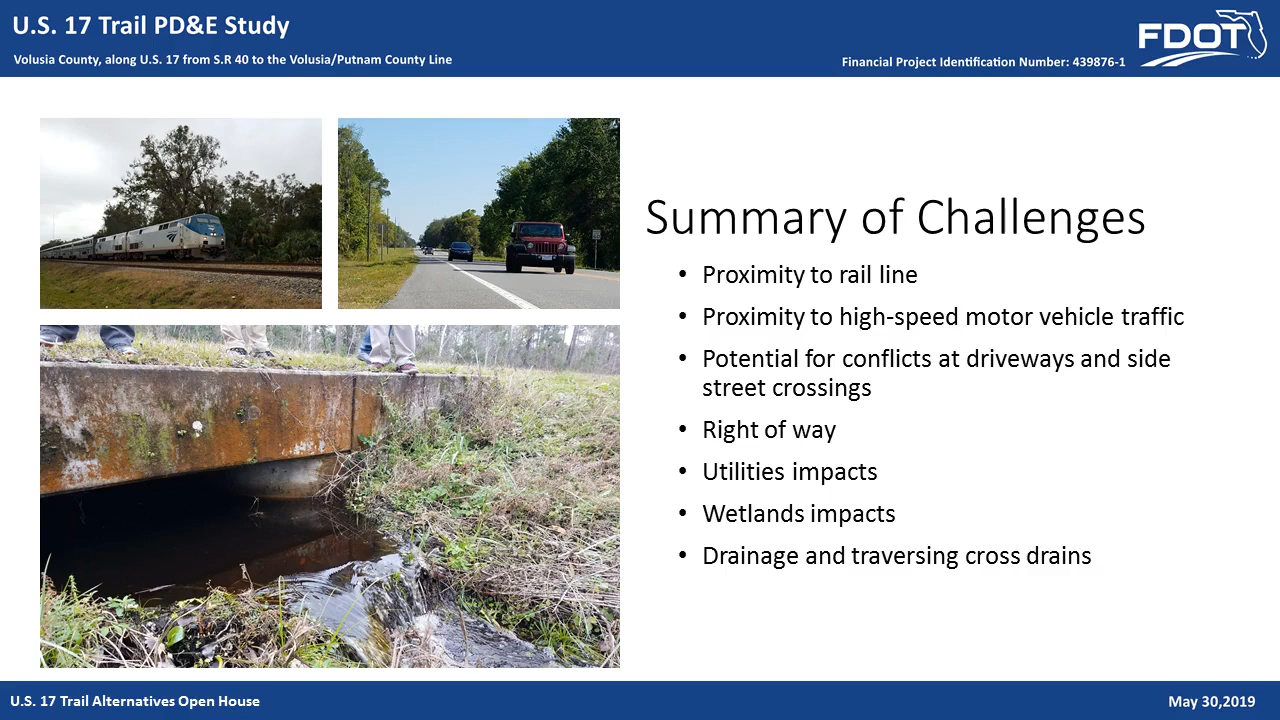 U.S. 17 Trail PD&E Study
Volusia County, along U.S. 17 from S.R 40 to the Volusia/Putnam County Line
Financial Project Identification Number: 439876-1
FDOT
Summary of Challenges
• Proximity to rail line
• Proximity to high-speed motor vehicle traffic
• Potential for conflicts at driveways and side
street crossings
• Right of way
• Utilities impacts
• Wetlands impacts
• Drainage and traversing cross drains
U.S. 17 Trail Alternatives Open House
May 30,2019